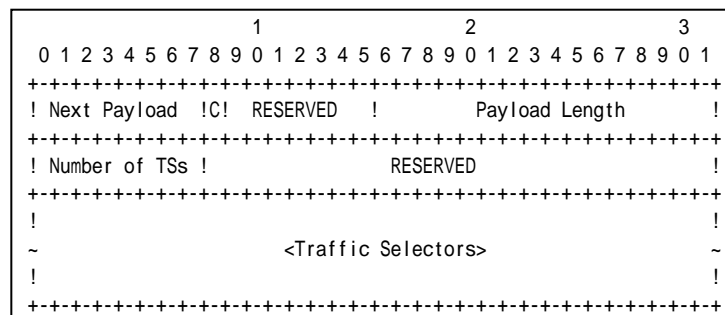 1                   2                   3
 0 1 2 3 4 5 6 7 8 9 0 1 2 3 4 5 6 7 8 9 0 1 2 3 4 5 6 7 8 9 0 1
+-+-+-+-+-+-+-+-+-+-+-+-+-+-+-+-+-+-+-+-+-+-+-+-+-+-+-+-+-+-+-+-+
! Next Payload  !C!  RESERVED   !         Payload Length        !
+-+-+-+-+-+-+-+-+-+-+-+-+-+-+-+-+-+-+-+-+-+-+-+-+-+-+-+-+-+-+-+-+
! Number of TSs !                 RESERVED                      !
+-+-+-+-+-+-+-+-+-+-+-+-+-+-+-+-+-+-+-+-+-+-+-+-+-+-+-+-+-+-+-+-+
!                                                               !
~                       <Traffic Selectors>                     ~
!                                                               !
+-+-+-+-+-+-+-+-+-+-+-+-+-+-+-+-+-+-+-+-+-+-+-+-+-+-+-+-+-+-+-+-+